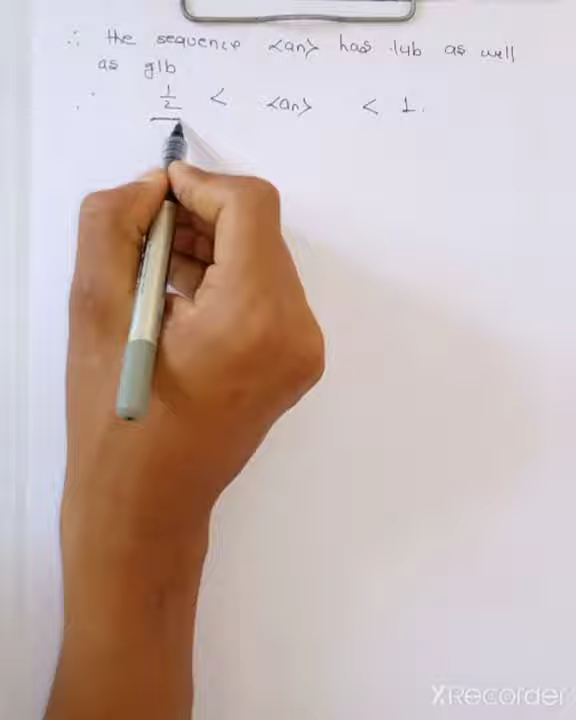 ∴ the sequence <an> has lub as well
as glb
∴ 1/2 < <an> < 1.
XRecorder